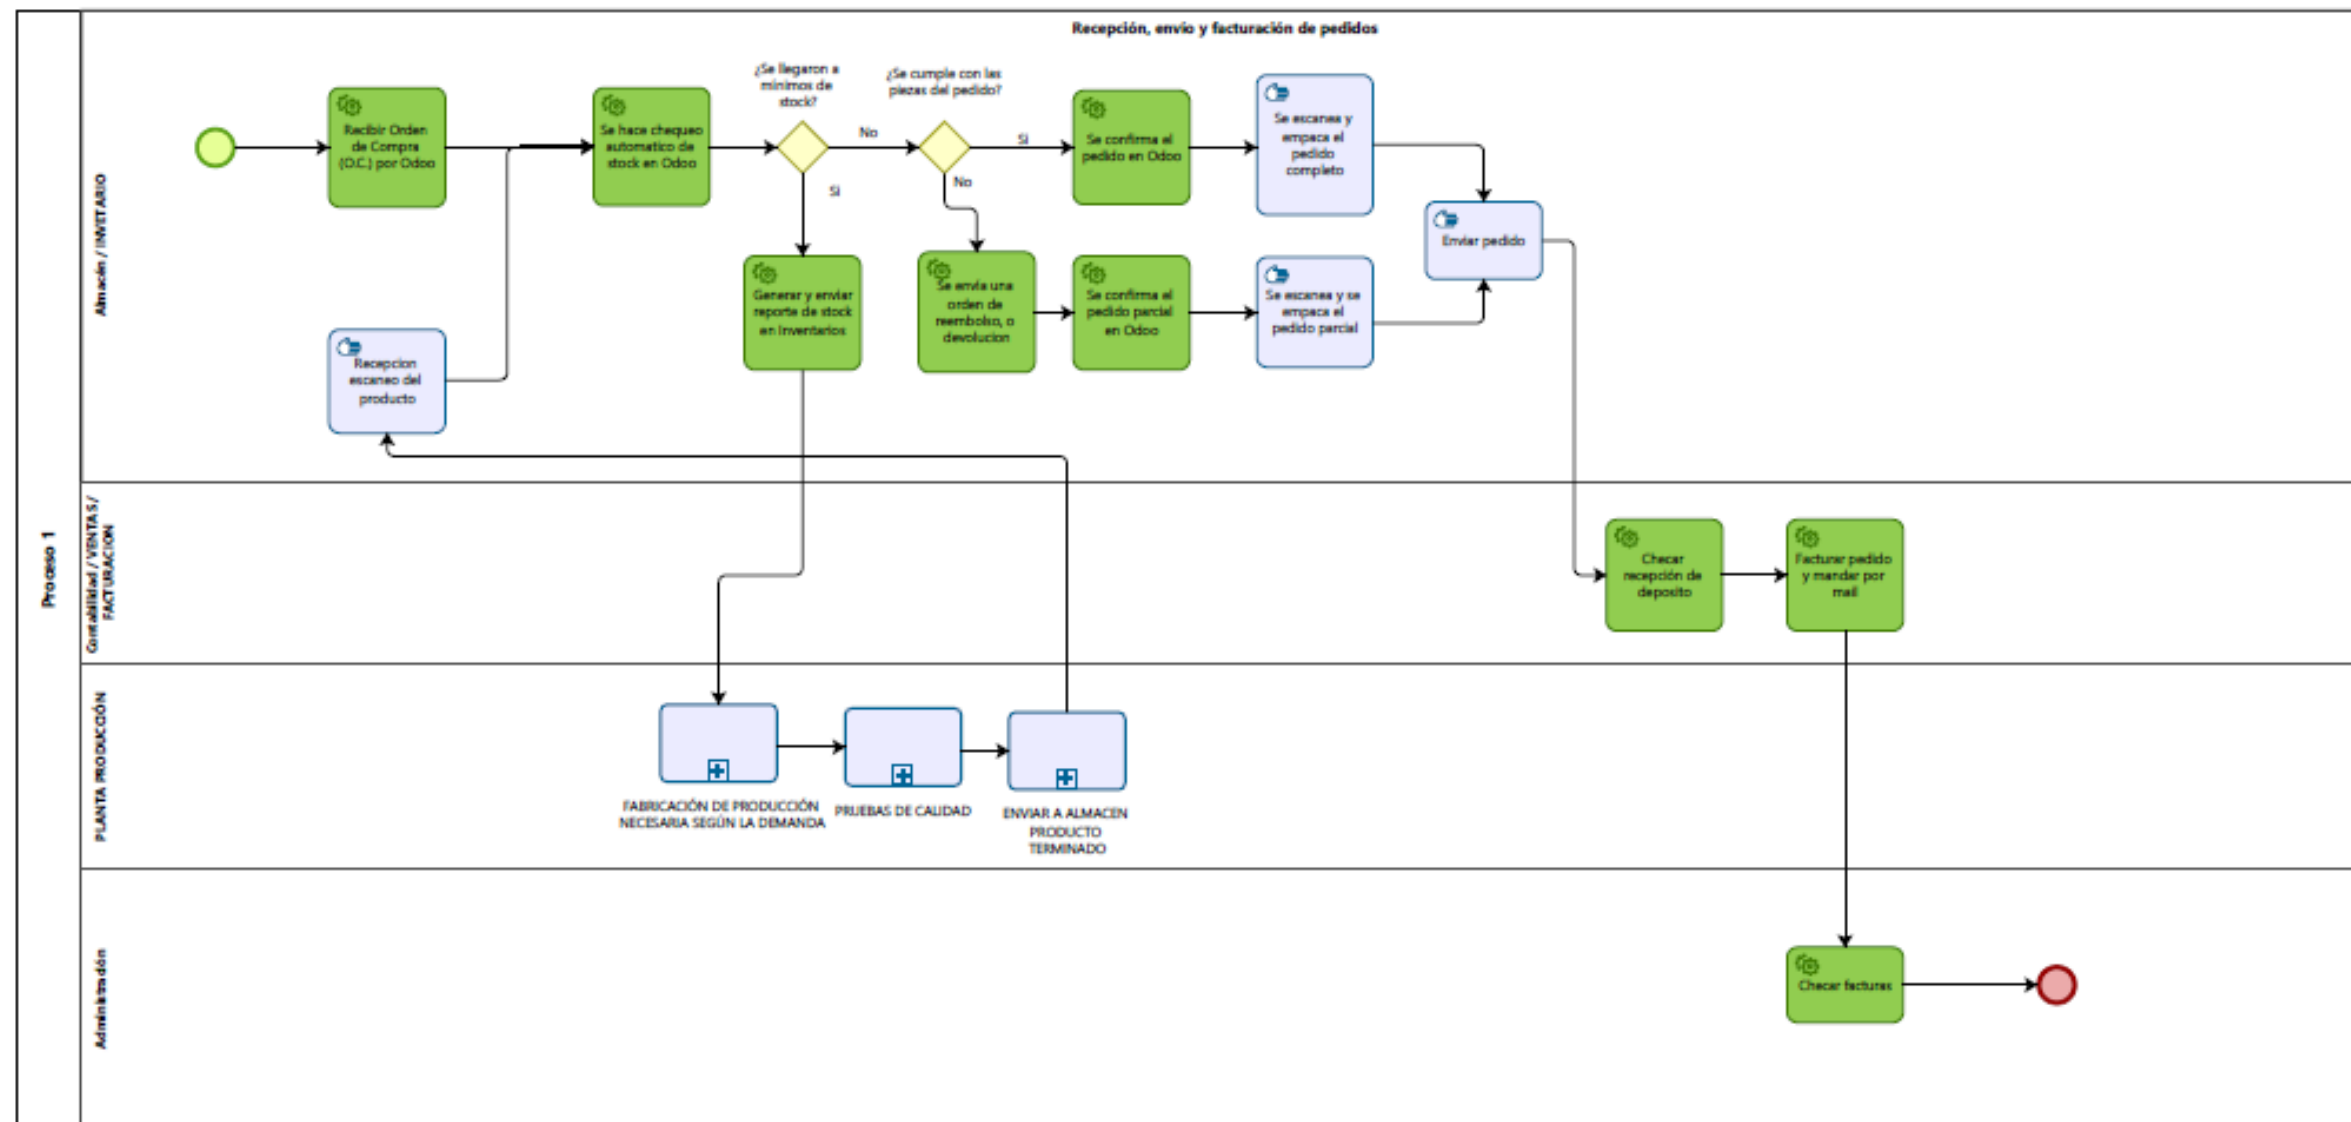 Recepción, envío y facturación de pedidos
Proceso 1
Almacén / INVETARIO
Recibir Orden
de Compra
(O.C.) por Odoo
Se hace chequeo
automatico de
stock en Odoo
¿Se llegaron a
mínimos de
stock?
No
Si
¿Se cumple con las
piezas del pedido?
Si
No
Se confirma el
pedido en Odoo
Se escanea y
empaca el
pedido
completo
Enviar pedido
Generar y enviar
reporte de stock
en Inventarios
Se envía una
orden de
reembolso, o
devolucion
Se confirma el
pedido parcial
en Odoo
Se escanea y se
empaca el
pedido parcial
Recepcion
escaneo del
producto
Contabilidad / VENTAS/
FACTURACION
Checar
recepción de
deposito
Facturar pedido
y mandar por
mail
PLANTA PRODUCCIÓN
FABRICACIÓN DE PRODUCCIÓN
NECESARIA SEGÚN LA DEMANDA
PRUEBAS DE CALIDAD
ENVIAR A ALMACEN
PRODUCTO
TERMINADO
Administración
Checar facturas